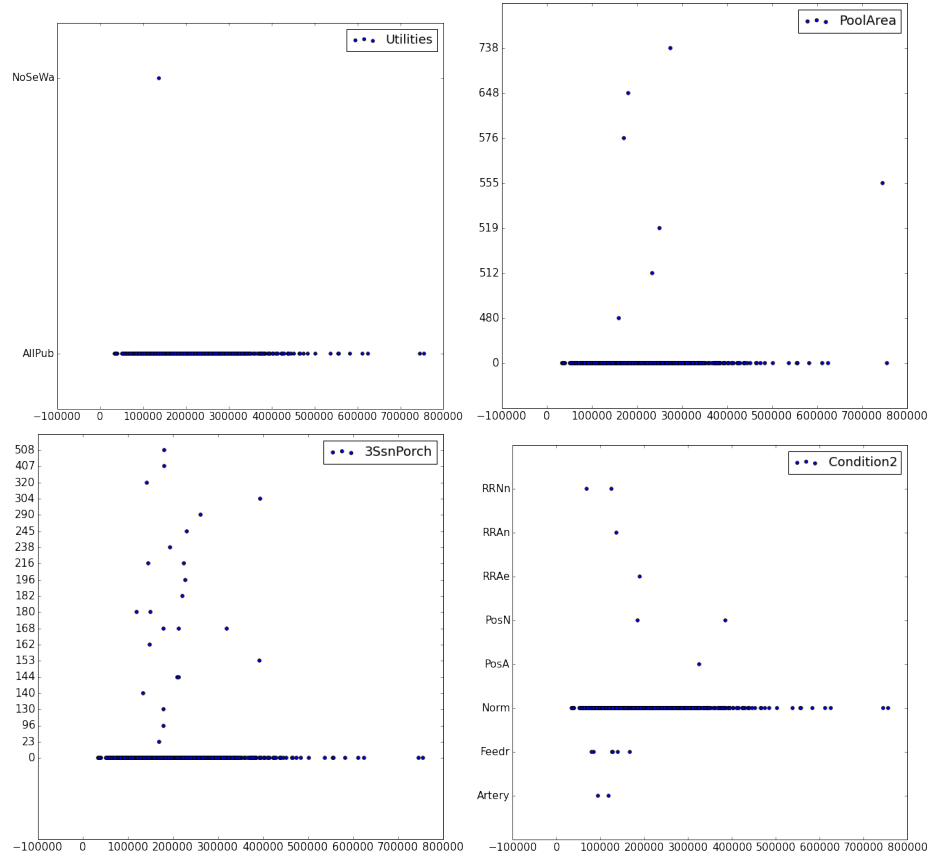 Utilities
NoSeWa
AllPub
−100000 0 100000 200000 300000 400000 500000 600000 700000 800000
PoolArea
738
648
576
555
519
512
480
0
−100000 0 100000 200000 300000 400000 500000 600000 700000 800000
3SsnPorch
508
407
320
304
290
245
238
216
196
182
180
168
162
153
144
140
130
96
23
0
−100000 0 100000 200000 300000 400000 500000 600000 700000 800000
Condition2
RRNn
RRAn
RRAe
PosN
PosA
Norm
Feedr
Artery
−100000 0 100000 200000 300000 400000 500000 600000 700000 800000